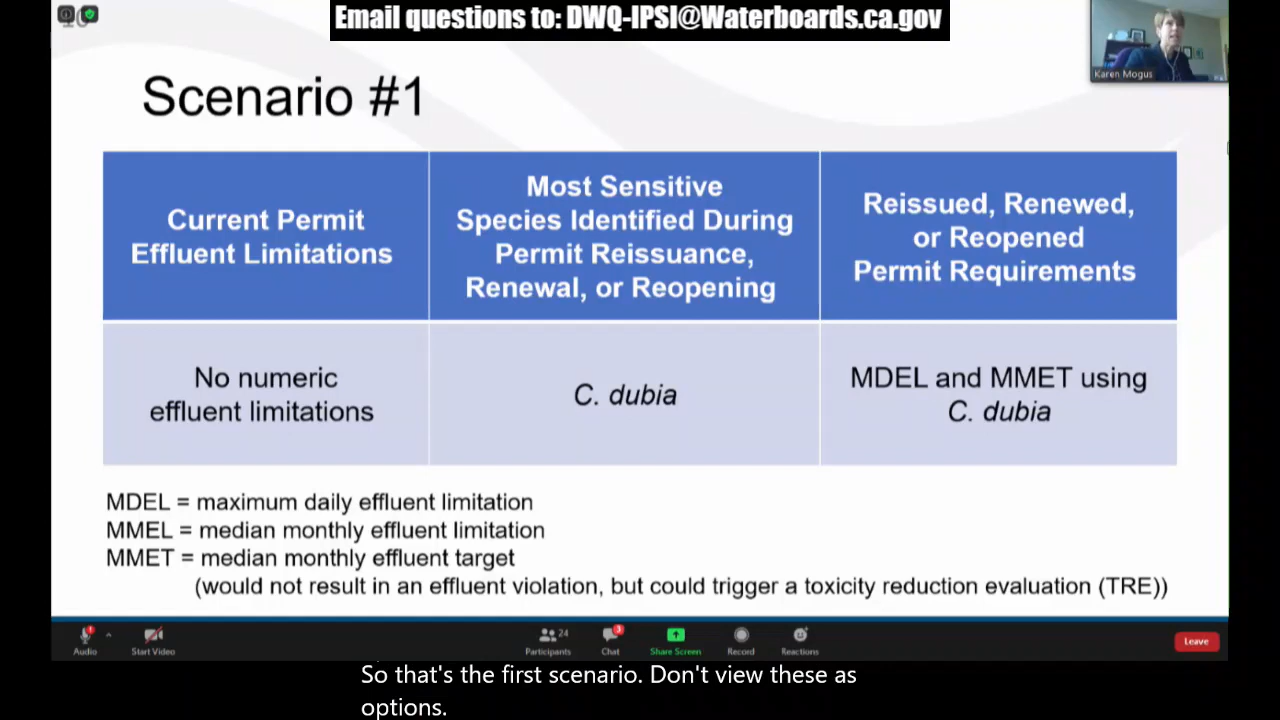 Email questions to: DWQ-IPSI@Waterboards.ca.gov
Karen Mogus
Scenario #1
Current Permit
Effluent Limitations
Most Sensitive
Species Identified During
Permit Reissuance,
Renewal, or Reopening
Reissued, Renewed,
or Reopened
Permit Requirements
No numeric
effluent limitations
C. dubia
MDEL and MMET using
C. dubia
MDEL = maximum daily effluent limitation
MMEL = median monthly effluent limitation
MMET = median monthly effluent target
(would not result in an effluent violation, but could trigger a toxicity reduction evaluation (TRE))
Audio
Start Video
Participants
24
Chat
3
Share Screen
Record
Reactions
Leave
So that's the first scenario. Don't view these as
options.